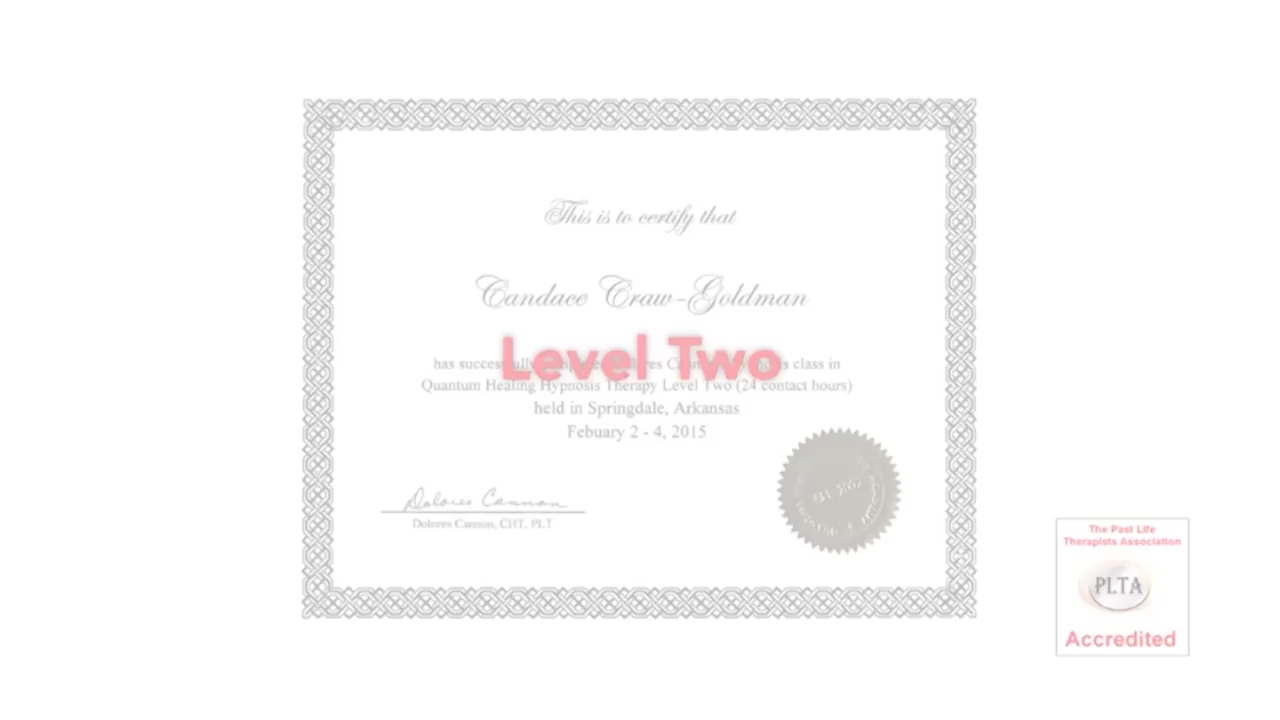 This is to certify that
Candace Craw-Goldman
Level Two
has successfully class in
Quantum Healing Hypnosis Therapy Level Two (24 contact hours)
held in Springdale, Arkansas
Febuary 2 - 4, 2015
Dolores Cannon
Dolores Cannon, CHT, PLT
The Past Life
Therapists Association
PLTA
Accredited